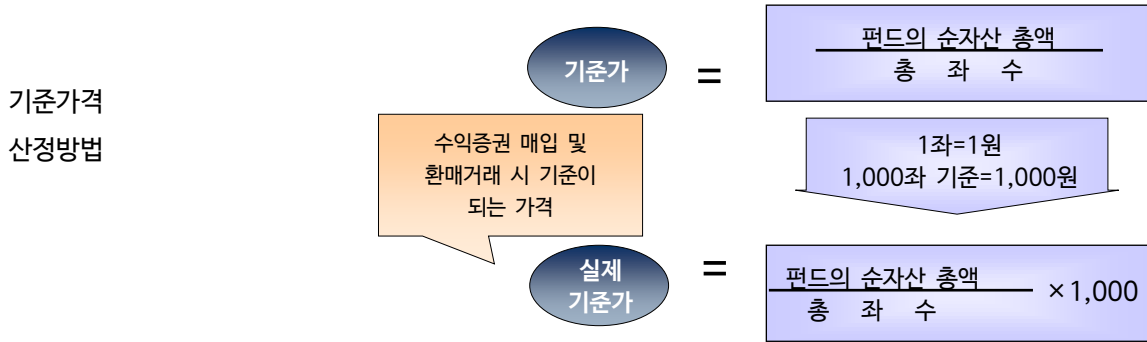 기준가격
산정방법
기준가
=
펀드의 순자산 총액
총 좌 수
수익증권 매입 및
환매거래 시 기준이
되는 가격
1좌=1원
1,000좌 기준=1,000원
실제
기준가
=
펀드의 순자산 총액
총 좌 수
×1,000